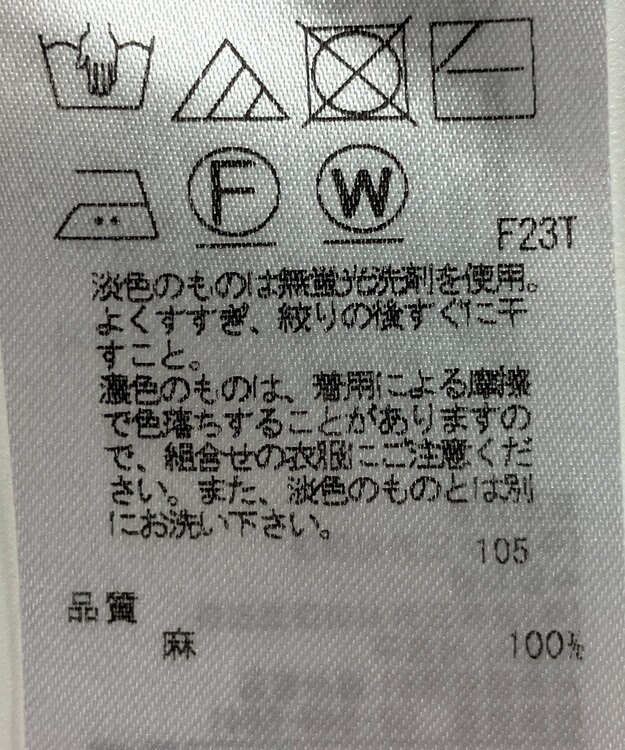 F W
F23T
淡色のものは無蛍光洗剤を使用。
よくすすぎ、絞りの後すぐに干
すこと。
濃色のものは、着用による摩擦
で色落ちすることがありますの
で、組合せの衣服にご注意くだ
さい。また、淡色のものとは別
にお洗い下さい。
105
品質
麻 100%